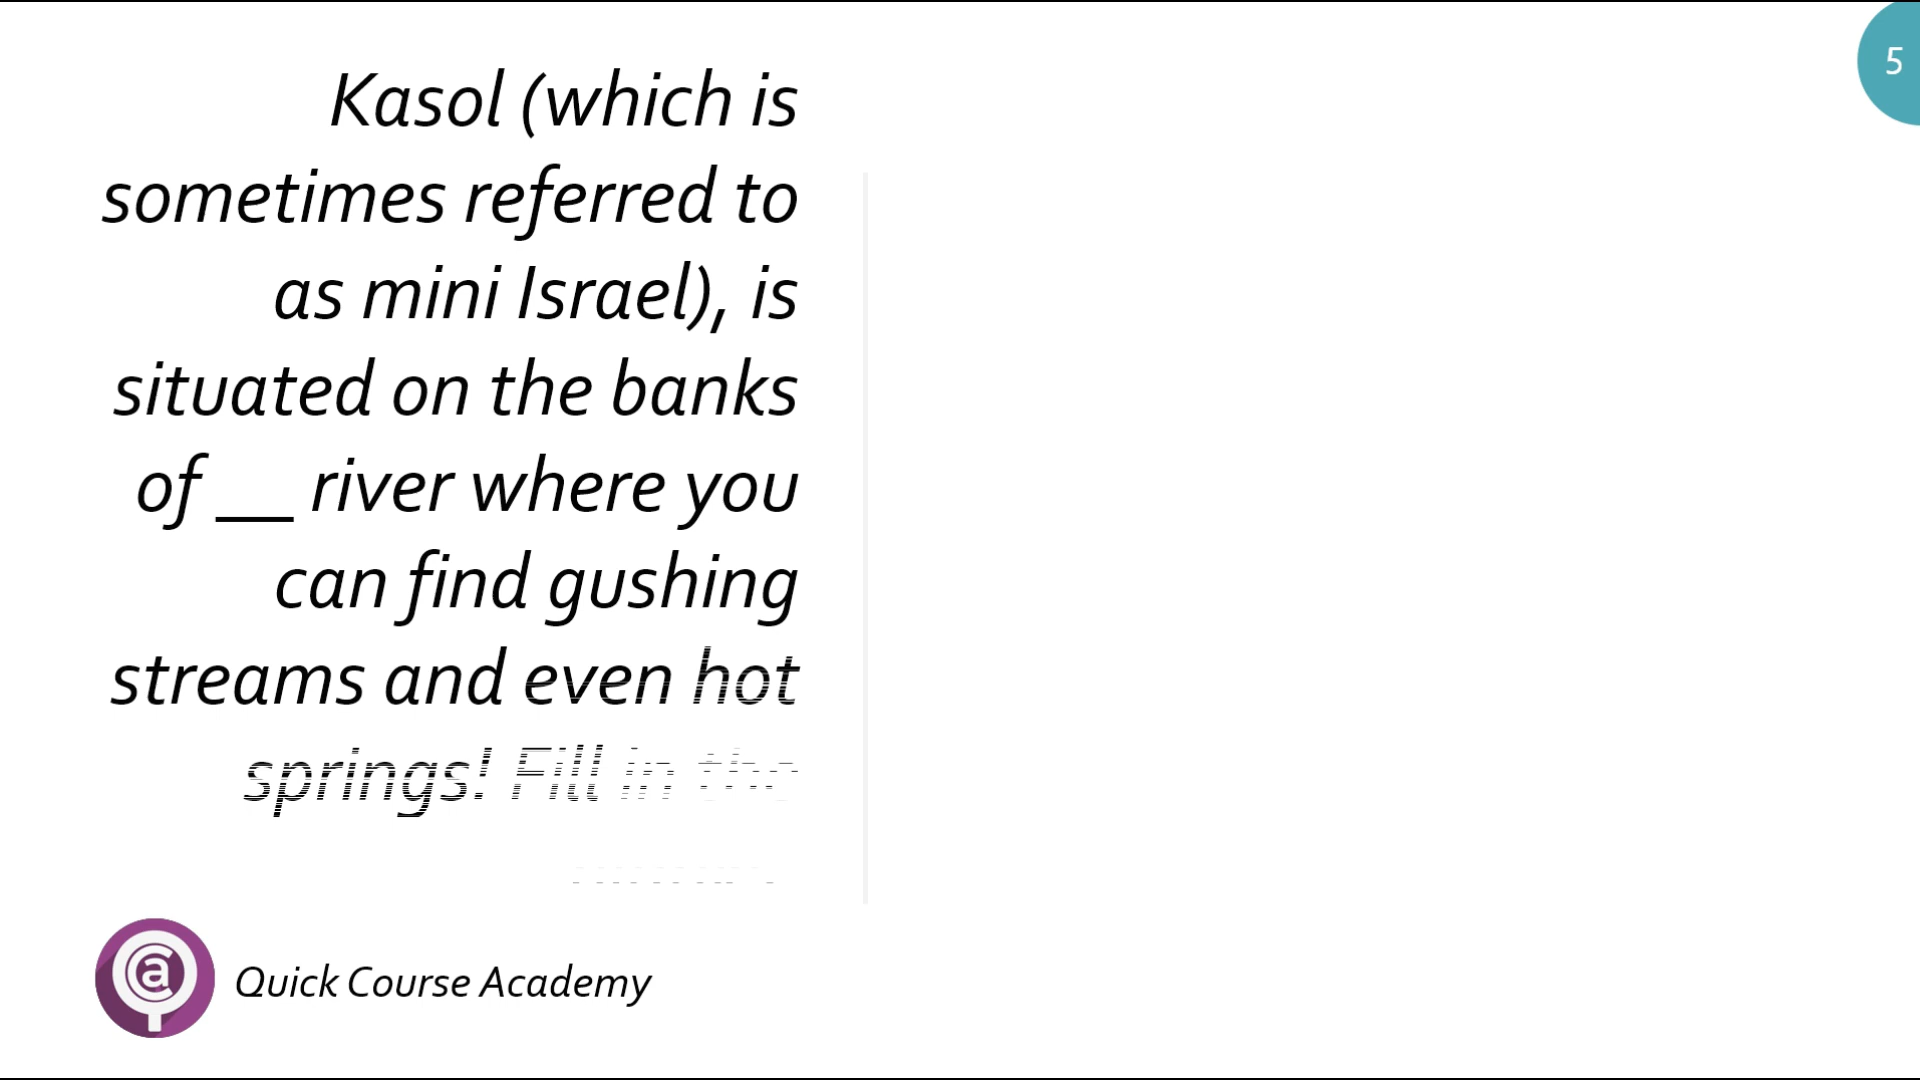 Kasol (which is
sometimes referred to
as mini Israel), is
situated on the banks
of __ river where you
can find gushing
streams and even hot
springs! Fill in the
5
Quick Course Academy